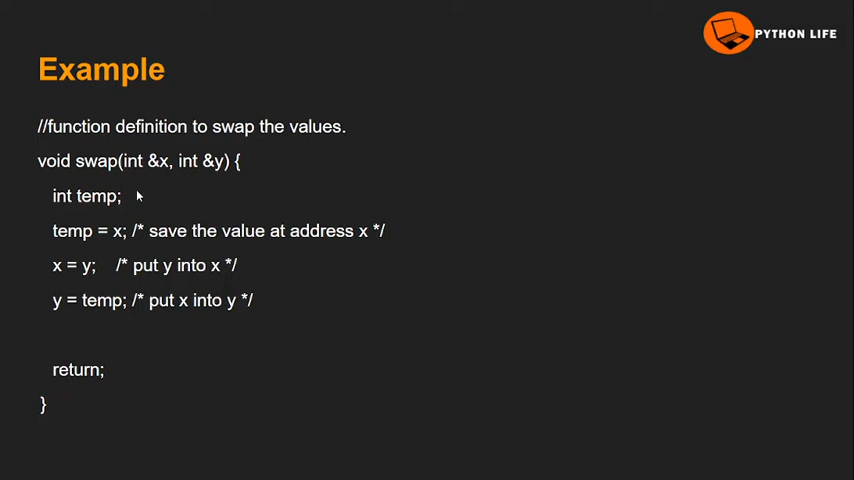 PYTHON LIFE
Example
//function definition to swap the values.
void swap(int &x, int &y) {
int temp;
temp = x; /* save the value at address x */
x = y; /* put y into x */
y = temp; /* put x into y */
return;
}